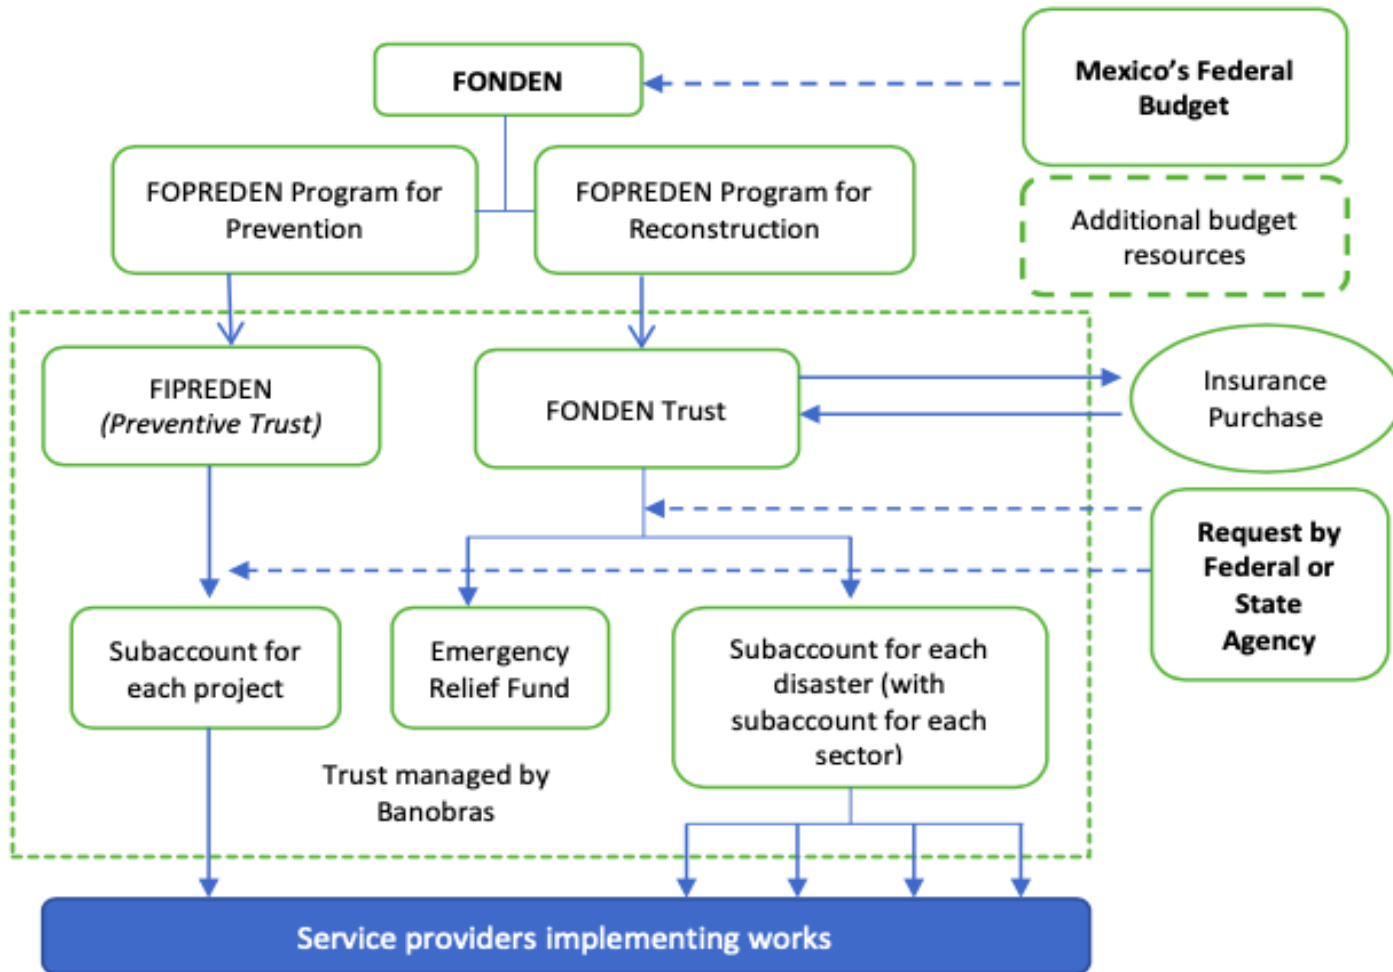 FONDEN
Mexico’s Federal
Budget
FOPREDEN Program for
Prevention
FOPREDEN Program for
Reconstruction
Additional budget
resources
FIPREDEN
(Preventive Trust)
FONDEN Trust
Insurance
Purchase
Request by
Federal or
State
Agency
Subaccount for
each project
Emergency
Relief Fund
Subaccount for each
disaster (with
subaccount for each
sector)
Trust managed by
Banobras
Service providers implementing works